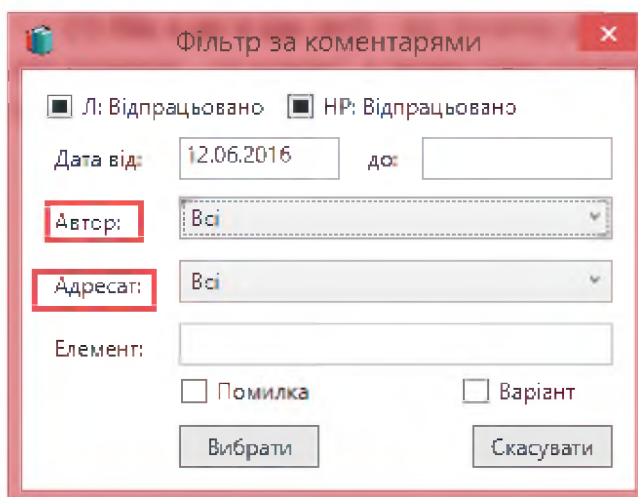 Фільтр за коментарями
Л: Відпрацьовано НР: Відпрацьовано
Дата від: 12.06.2016 до:
Автор: Всі
Адресат: Всі
Елемент:
Помилка Варіант
Вибрати Скасувати